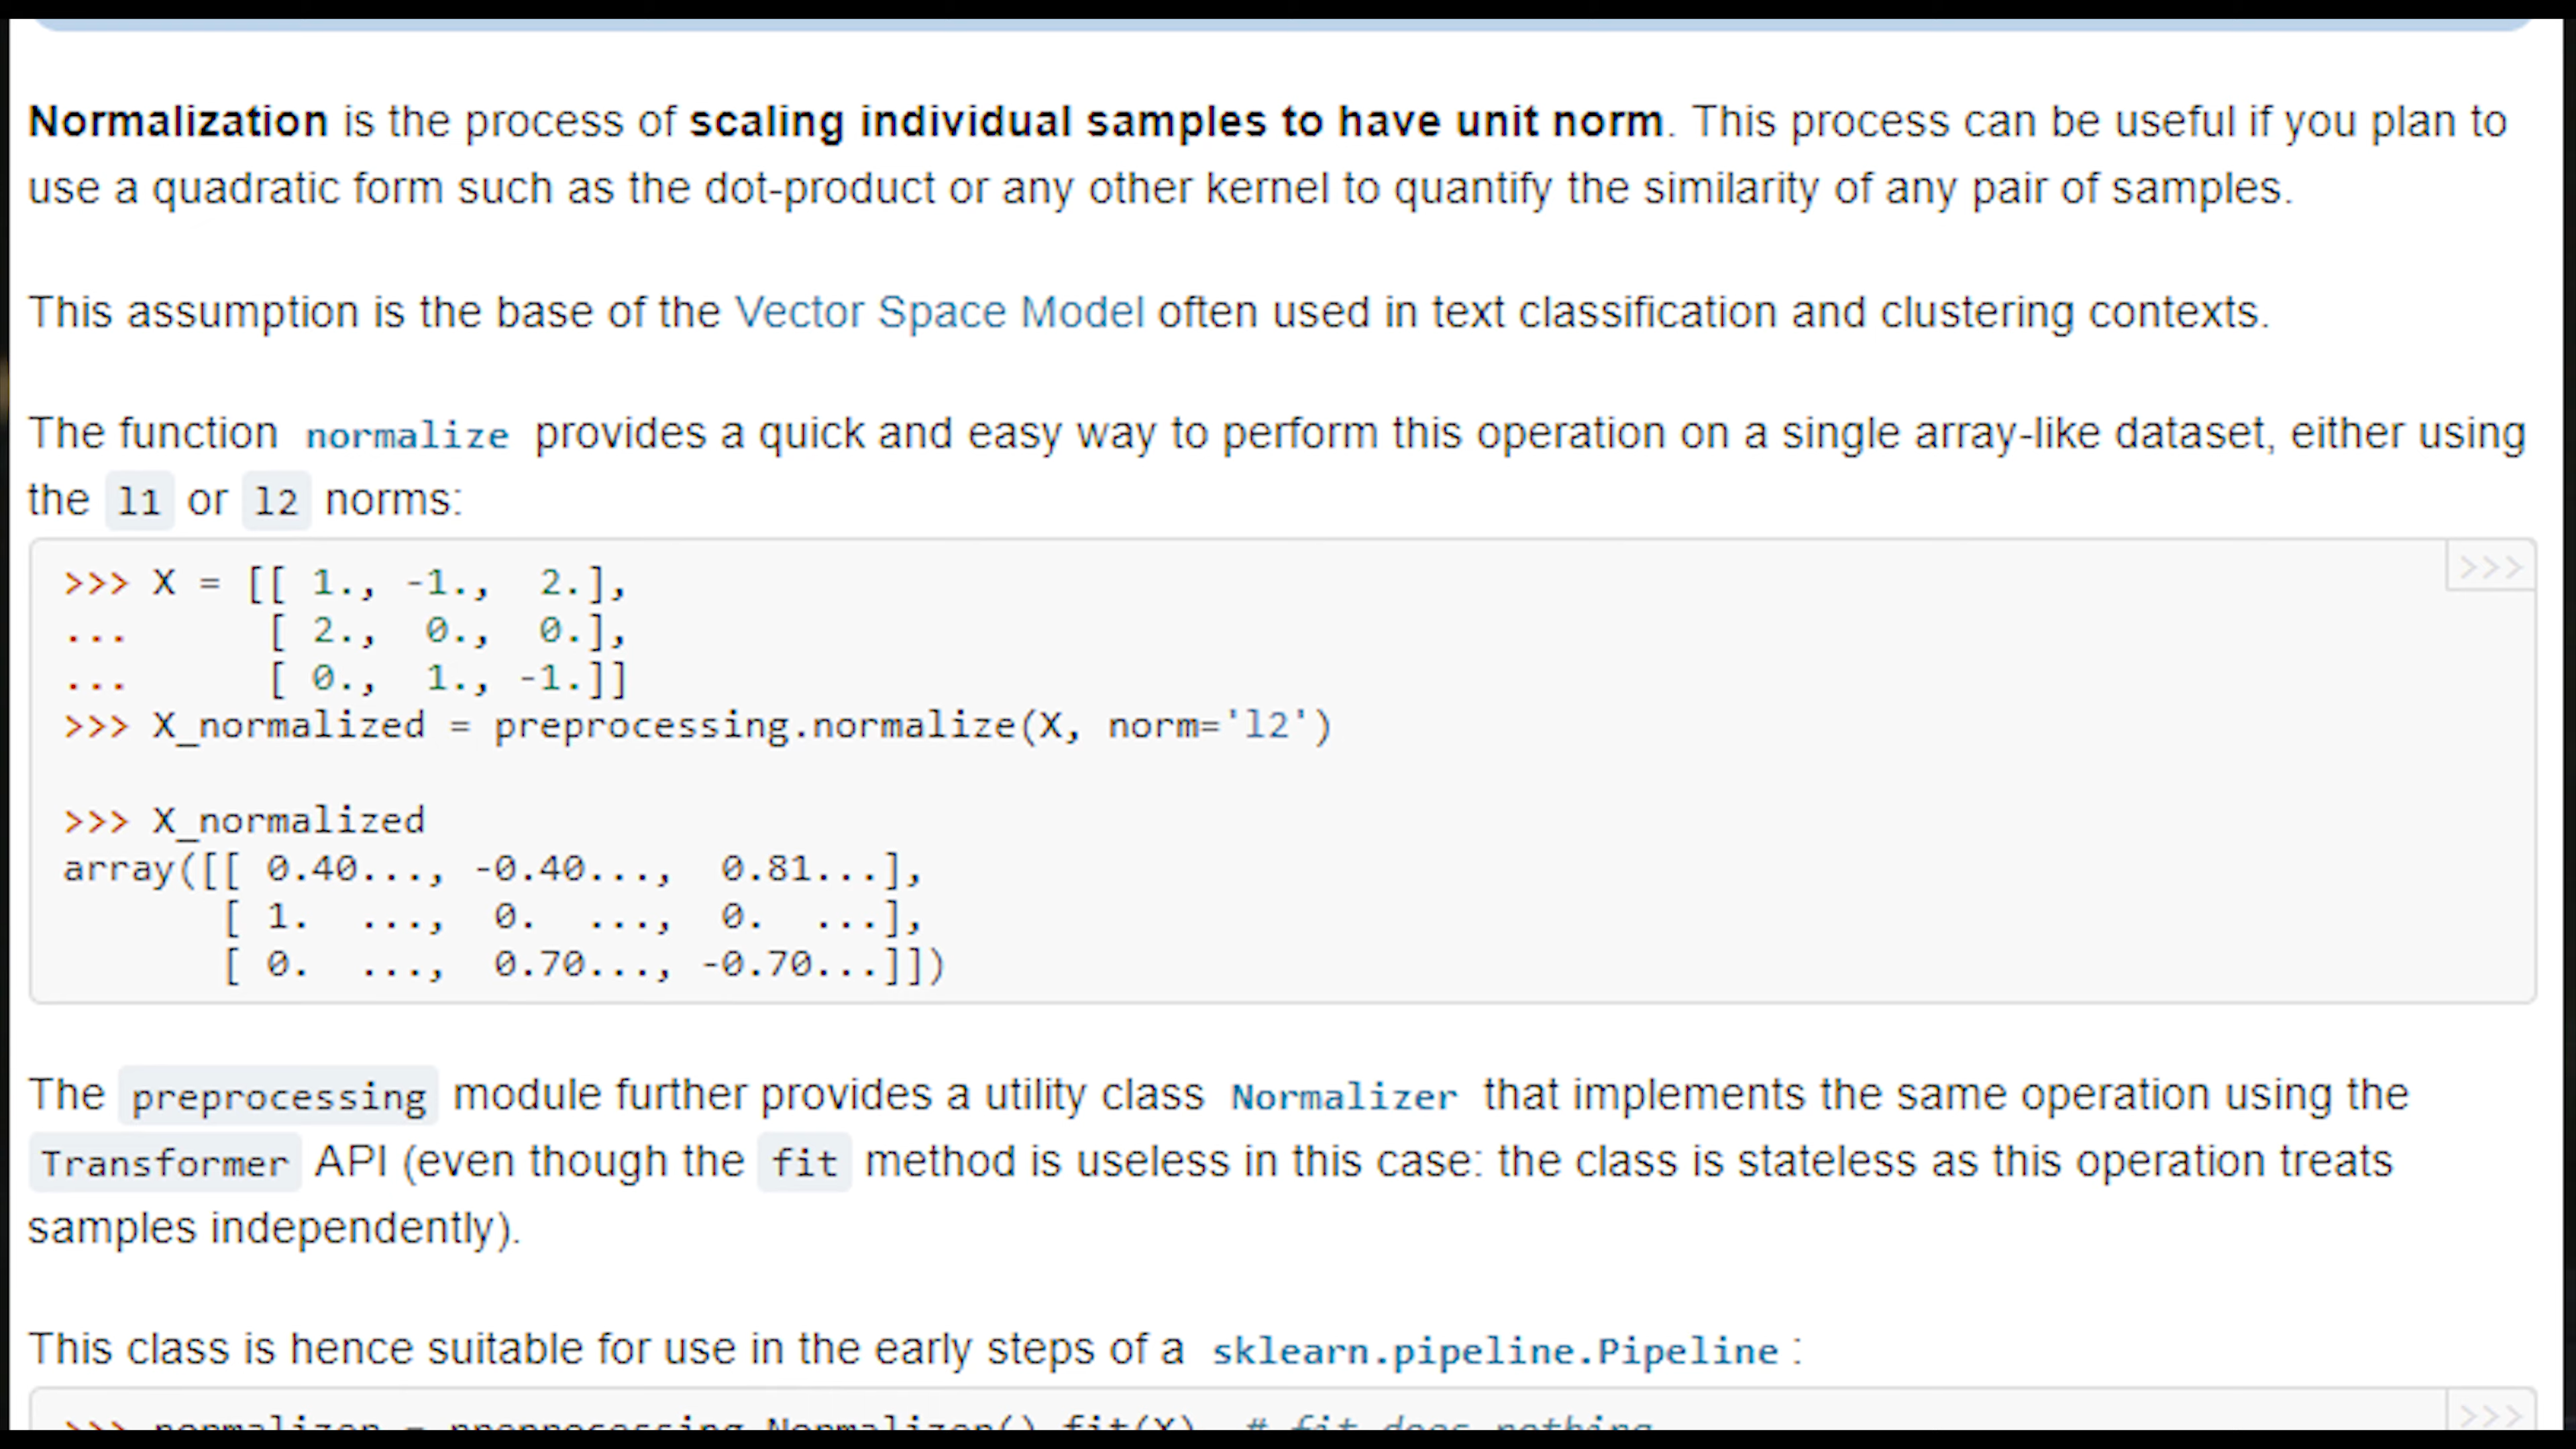 Normalization is the process of scaling individual samples to have unit norm. This process can be useful if you plan to
use a quadratic form such as the dot-product or any other kernel to quantify the similarity of any pair of samples.
This assumption is the base of the Vector Space Model often used in text classification and clustering contexts.
The function normalize provides a quick and easy way to perform this operation on a single array-like dataset, either using
the l1 or l2 norms:
>>>
>>> X = [[ 1., -1.,  2.],
...      [ 2.,  0.,  0.],
...      [ 0.,  1., -1.]]
>>> X_normalized = preprocessing.normalize(X, norm='l2')
>>> X_normalized
array([[ 0.40..., -0.40...,  0.81...],
       [ 1.  ...,  0.  ...,  0.  ...],
       [ 0.  ...,  0.70..., -0.70...]])
The preprocessing module further provides a utility class Normalizer that implements the same operation using the
Transformer API (even though the fit method is useless in this case: the class is stateless as this operation treats
samples independently).
This class is hence suitable for use in the early steps of a sklearn.pipeline.Pipeline:
>>>
>>> normalizer = preprocessing.Normalizer().fit(X)  # fit does nothing